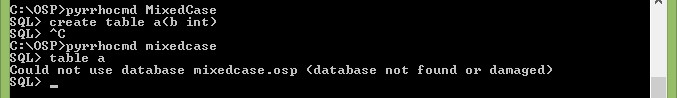 C:\OSP>pyrrhocmd MixedCase
SQL> create table a(b int)
SQL> ^C
C:\OSP>pyrrhocmd mixedcase
SQL> table a
Could not use database mixedcase.osp (database not found or damaged)
SQL> _